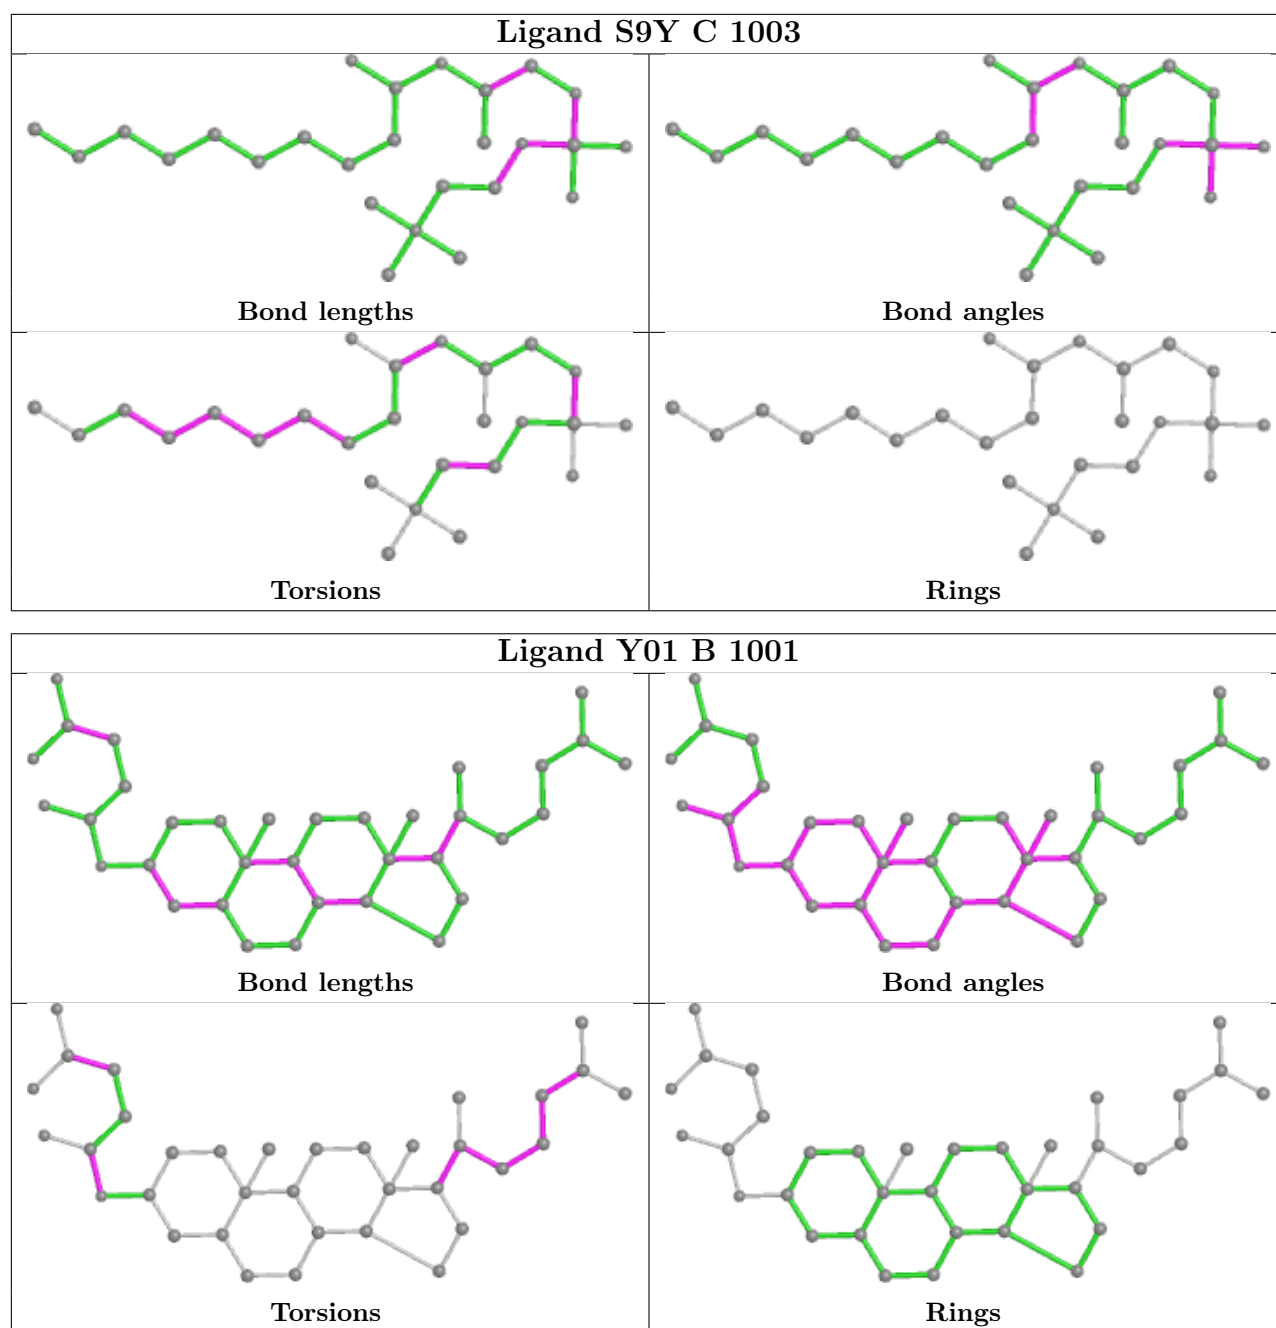 Ligand S9Y C 1003
Bond lengths
Bond angles
Torsions
Rings
Ligand Y01 B 1001
Bond lengths
Bond angles
Torsions
Rings